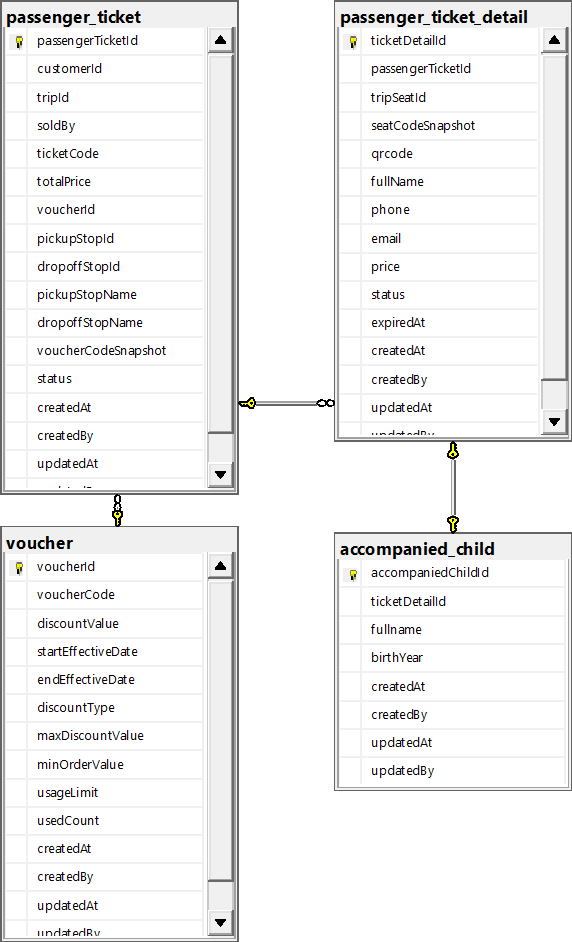 passenger_ticket
passengerTicketId
customerId
tripId
soldBy
ticketCode
totalPrice
voucherId
pickupStopId
dropoffStopId
pickupStopName
dropoffStopName
voucherCodeSnapshot
status
createdAt
createdBy
updatedAt
passenger_ticket_detail
ticketDetailId
passengerTicketId
tripSeatId
seatCodeSnapshot
qrcode
fullName
phone
email
price
status
expiredAt
createdAt
createdBy
updatedAt
updatedBy
voucher
voucherId
voucherCode
discountValue
startEffectiveDate
endEffectiveDate
discountType
maxDiscountValue
minOrderValue
usageLimit
usedCount
createdAt
createdBy
updatedAt
updatedBy
accompanied_child
accompaniedChildId
ticketDetailId
fullname
birthYear
createdAt
createdBy
updatedAt
updatedBy